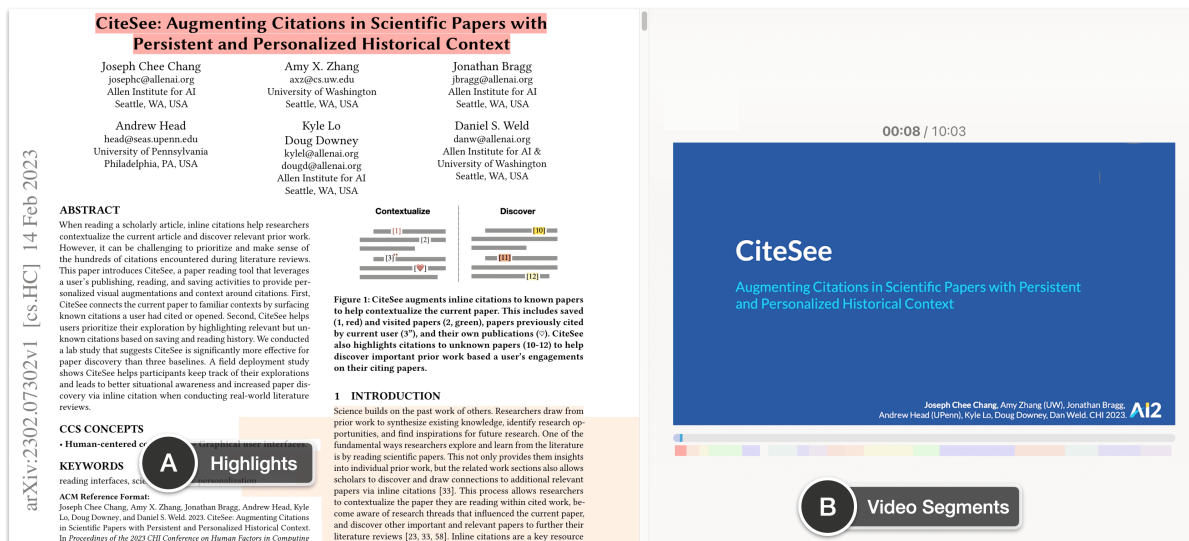 CiteSee: Augmenting Citations in Scientific Papers with
Persistent and Personalized Historical Context
Joseph Chee Chang
josephc@allenai.org
Allen Institute for AI
Seattle, WA, USA
Amy X. Zhang
axz@cs.uw.edu
University of Washington
Seattle, WA, USA
Jonathan Bragg
jbragg@allenai.org
Allen Institute for AI
Seattle, WA, USA
Andrew Head
head@seas.upenn.edu
University of Pennsylvania
Philadelphia, PA, USA
Kyle Lo
Doug Downey
kylel@allenai.org
dougd@allenai.org
Allen Institute for AI
Seattle, WA, USA
Daniel S. Weld
danw@allenai.org
Allen Institute for AI &
University of Washington
Seattle, WA, USA
arXiv:2302.07302v1 [cs.HC] 14 Feb 2023
ABSTRACT
When reading a scholarly article, inline citations help researchers
contextualize the current article and discover relevant prior work.
However, it can be challenging to prioritize and make sense of
the hundreds of citations encountered during literature reviews.
This paper introduces CiteSee, a paper reading tool that leverages
a user's publishing, reading, and saving activities to provide per-
sonalized visual augmentations and context around citations. First,
CiteSee connects the current paper to familiar contexts by surfacing
known citations a user had cited or opened. Second, CiteSee helps
users prioritize their exploration by highlighting relevant but un-
known citations based on saving and reading history. We conducted
a lab study that suggests CiteSee is significantly more effective for
paper discovery than three baselines. A field deployment study
shows CiteSee helps participants keep track of their explorations
and leads to better situational awareness and increased paper dis-
covery via inline citation when conducting real-world literature
reviews.
CCS CONCEPTS
• Human-centered co Graphical user interfaces.
KEYWORDS
reading interfaces, scie personalization
ACM Reference Format:
Joseph Chee Chang, Amy X. Zhang, Jonathan Bragg, Andrew Head, Kyle
Lo, Doug Downey, and Daniel S. Weld. 2023. CiteSee: Augmenting Citations
in Scientific Papers with Persistent and Personalized Historical Context.
In Proceedings of the 2023 CHI Conference on Human Factors in Computing
Contextualize
Discover
[1]
[2]
[3]”
[10]
[11]
[12]
Figure 1: CiteSee augments inline citations to known papers
to help contextualize the current paper. This includes saved
(1, red) and visited papers (2, green), papers previously cited
by current user (3”), and their own publications (♡). CiteSee
also highlights citations to unknown papers (10-12) to help
discover important prior work based a user's engagements
on their citing papers.
1 INTRODUCTION
Science builds on the past work of others. Researchers draw from
prior work to synthesize existing knowledge, identify research op-
portunities, and find inspirations for future research. One of the
fundamental ways researchers explore and learn from the literature
is by reading scientific papers. This not only provides them insights
into individual prior work, but the related work sections also allows
scholars to discover and draw connections to additional relevant
papers via inline citations [33]. This process allows researchers
to contextualize the paper they are reading within cited work, be-
come aware of research threads that influenced the current paper,
and discover other important and relevant papers to further their
literature reviews [23, 33, 58]. Inline citations are a key resource
A Highlights
00:08 / 10:03
CiteSee
Augmenting Citations in Scientific Papers with Persistent
and Personalized Historical Context
Joseph Chee Chang, Amy Zhang (UW), Jonathan Bragg,
Andrew Head (UPenn), Kyle Lo, Doug Downey, Dan Weld. CHI 2023.
AI2
B Video Segments